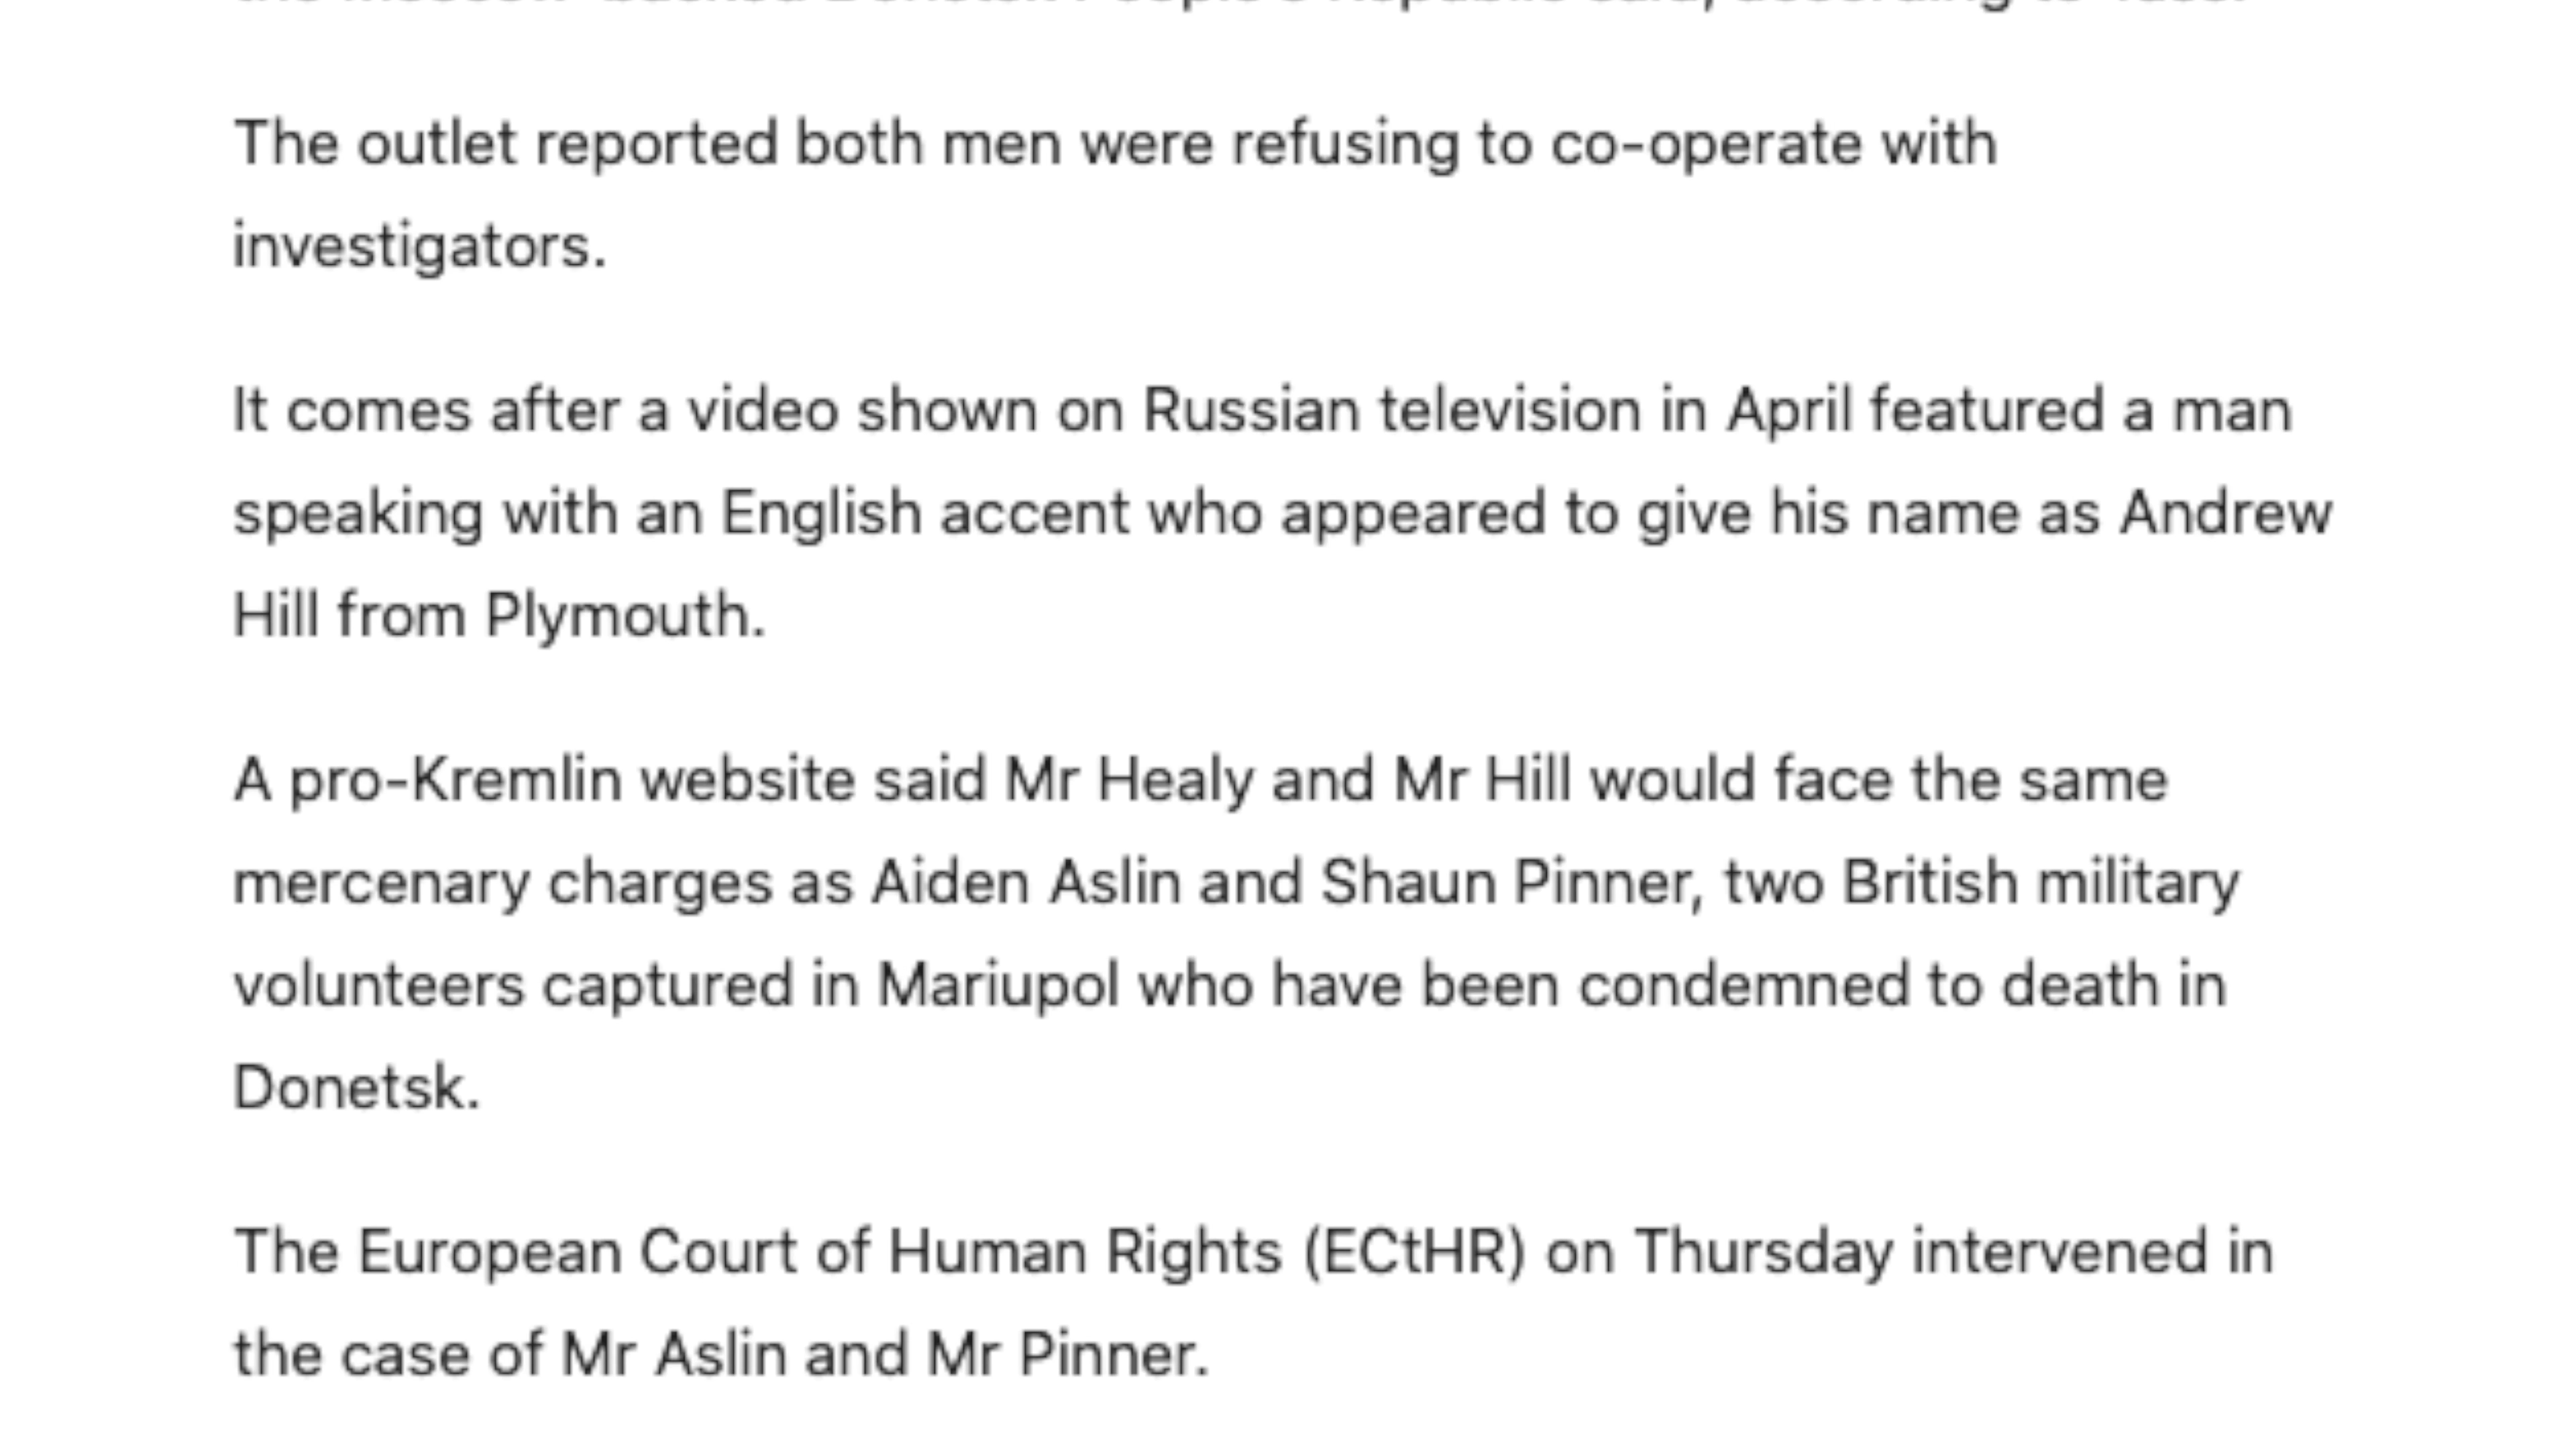 The outlet reported both men were refusing to co-operate with
investigators.
It comes after a video shown on Russian television in April featured a man
speaking with an English accent who appeared to give his name as Andrew
Hill from Plymouth.
A pro-Kremlin website said Mr Healy and Mr Hill would face the same
mercenary charges as Aiden Aslin and Shaun Pinner, two British military
volunteers captured in Mariupol who have been condemned to death in
Donetsk.
The European Court of Human Rights (ECtHR) on Thursday intervened in
the case of Mr Aslin and Mr Pinner.